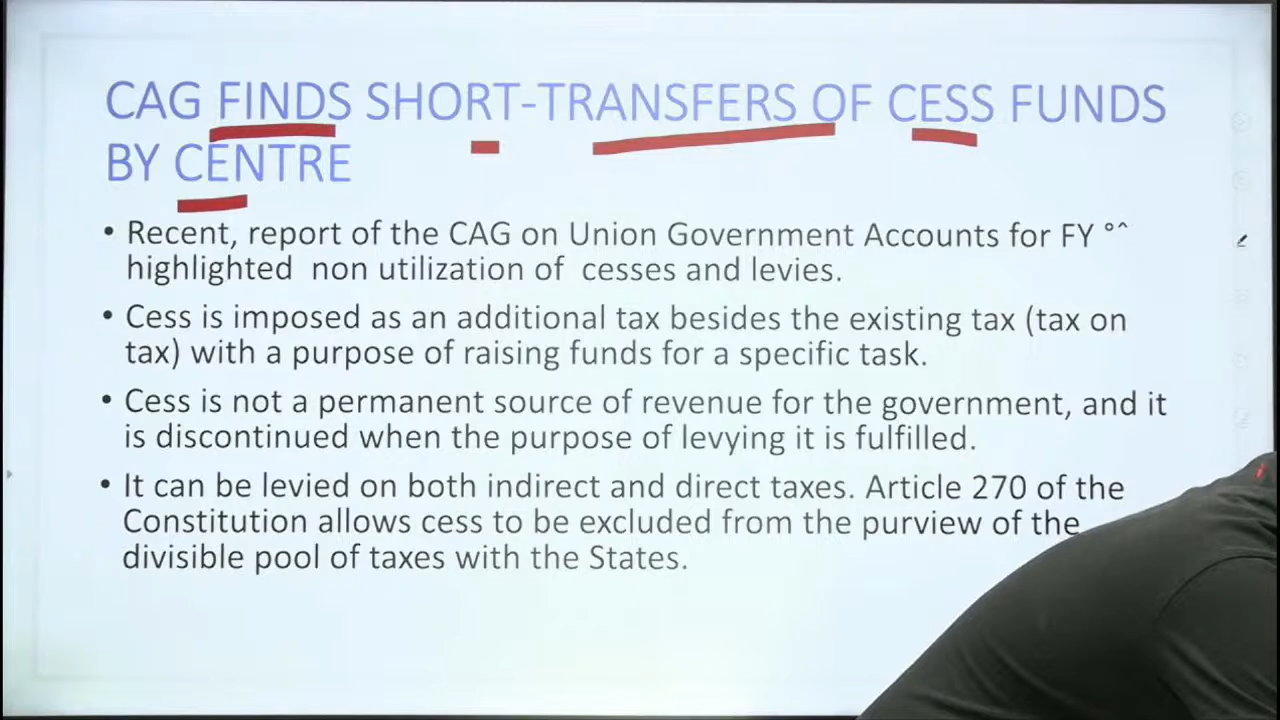 CAG FINDS SHORT-TRANSFERS OF CESS FUNDS
BY CENTRE
• Recent, report of the CAG on Union Government Accounts for FY °^
highlighted non utilization of cesses and levies.
• Cess is imposed as an additional tax besides the existing tax (tax on
tax) with a purpose of raising funds for a specific task.
• Cess is not a permanent source of revenue for the government, and it
is discontinued when the purpose of levying it is fulfilled.
• It can be levied on both indirect and direct taxes. Article 270 of the
Constitution allows cess to be excluded from the purview of the
divisible pool of taxes with the States.